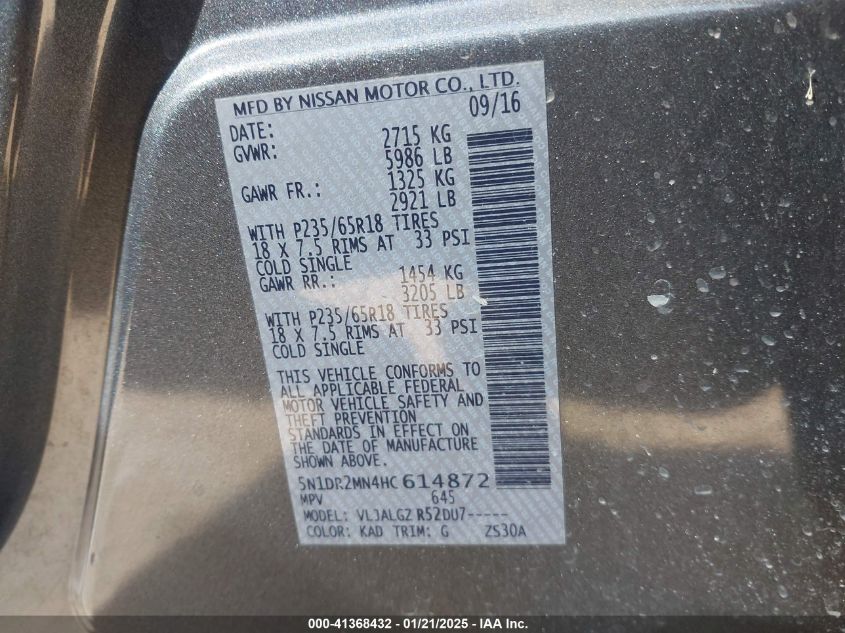 MFD BY NISSAN MOTOR CO., LTD.
DATE: 09/16
GVWR: 2715 KG
5986 LB
GAWR FR.: 1325 KG
2921 LB
WITH P235/65R18 TIRES
18 X 7.5 RIMS AT 33 PSI
COLD SINGLE
GAWR RR.: 1454 KG
3205 LB
WITH P235/65R18 TIRES
18 X 7.5 RIMS AT 33 PSI
COLD SINGLE
THIS VEHICLE CONFORMS TO
ALL APPLICABLE FEDERAL
MOTOR VEHICLE SAFETY AND
THEFT PREVENTION
STANDARDS IN EFFECT ON
THE DATE OF MANUFACTURE
SHOWN ABOVE.
5N1DR2MN4HC614872
MPV 645
MODEL: VLJALGZ R52DU7-----
COLOR: KAD TRIM: G ZS30A
000-41368432 - 01/21/2025 - IAA Inc.